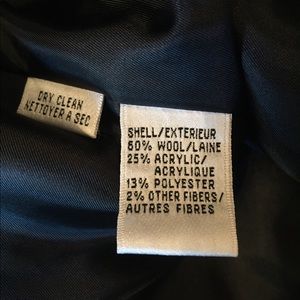 DRY CLEAN
NETTOYER A SEC
SHELL/EXTERIEUR
60% WOOL/LAINE
25% ACRYLIC/
ACRYLIQUE
13% POLYESTER
2% OTHER FIBERS/
AUTRES FIBRES